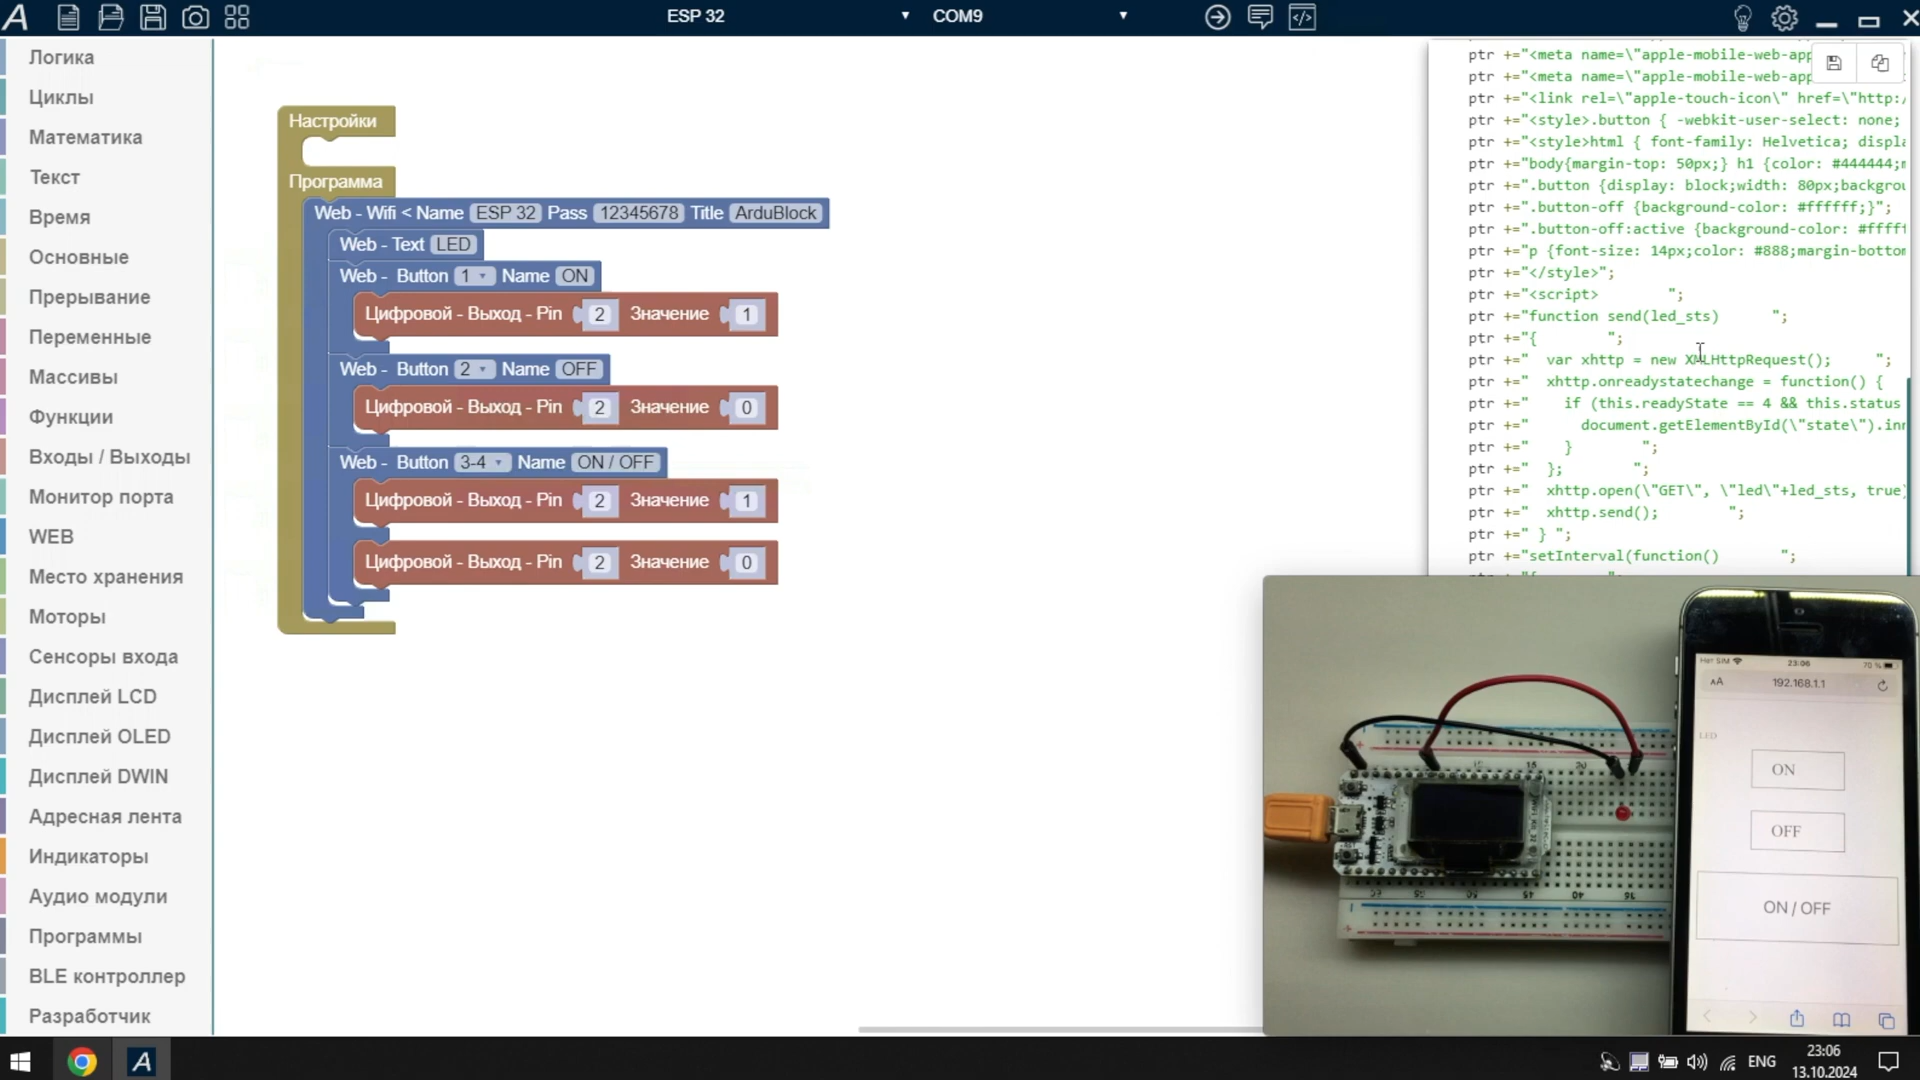 ESP 32
COM9
Логика
Циклы
Математика
Текст
Время
Основные
Прерывание
Переменные
Массивы
Функции
Входы / Выходы
Монитор порта
WEB
Место хранения
Моторы
Сенсоры входа
Дисплей LCD
Дисплей OLED
Дисплей DWIN
Адресная лента
Индикаторы
Аудио модули
Программы
BLE контроллер
Разработчик
Настройки
Программа
Web - Wifi < Name ESP 32 Pass 12345678 Title ArduBlock
Web - Text LED
Web - Button 1 Name ON
Цифровой - Выход - Pin 2 Значение 1
Web - Button 2 Name OFF
Цифровой - Выход - Pin 2 Значение 0
Web - Button 3-4 Name ON / OFF
Цифровой - Выход - Pin 2 Значение 1
Цифровой - Выход - Pin 2 Значение 0
ptr +="<meta name=\"apple-mobile-web-app
ptr +="<meta name=\"apple-mobile-web-app
ptr +="<link rel=\"apple-touch-icon\" href=\"http:
ptr +="<style>.button { -webkit-user-select: none;
ptr +="<style>html { font-family: Helvetica; displa
ptr +="body{margin-top: 50px;} h1 {color: #444444;
ptr +=".button {display: block;width: 80px;backgrou
ptr +=".button-off {background-color: #ffffff;}";
ptr +=".button-off:active {background-color: #fffff
ptr +="p {font-size: 14px;color: #888;margin-bottom
ptr +="</style>";
ptr +="<script> ";
ptr +="function send(led_sts) ";
ptr +="{ ";
ptr +=" var xhttp = new XMLHttpRequest(); ";
ptr +=" xhttp.onreadystatechange = function() {
ptr +=" if (this.readyState == 4 && this.status
ptr +=" document.getElementById(\"state\").inn
ptr +=" } ";
ptr +=" }; ";
ptr +=" xhttp.open(\"GET\", \"led\"+led_sts, true)
ptr +=" xhttp.send(); ";
ptr +=" } ";
ptr +="setInterval(function() ";
Нет SIM 23:06 70 %
AA 192.168.1.1
LED
ON
OFF
ON / OFF
15
45
40
ENG
23:06
13.10.2024